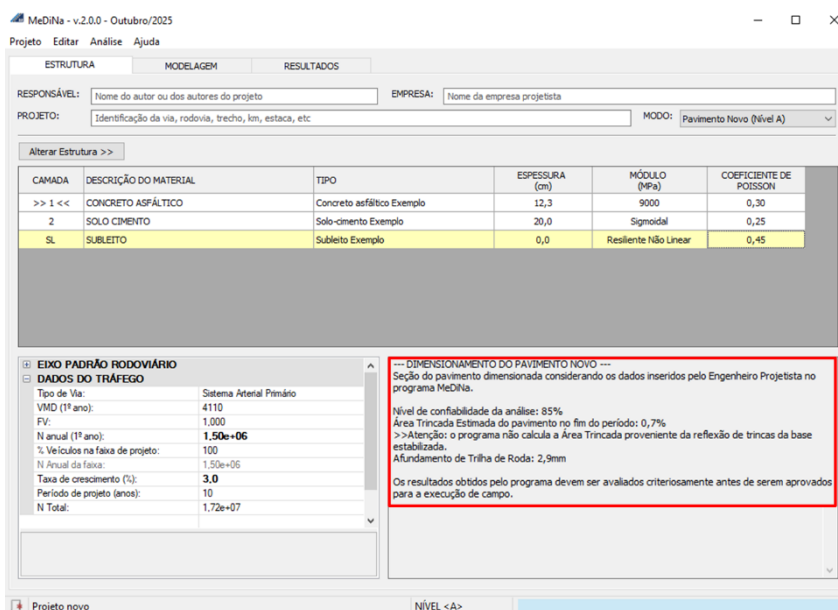 MeDiNa - v.2.0.0 - Outubro/2025
Projeto Editar Análise Ajuda
ESTRUTURA MODELAGEM RESULTADOS
RESPONSÁVEL: Nome do autor ou dos autores do projeto EMPRESA: Nome da empresa projetista
PROJETO: Identificação da via, rodovia, trecho, km, estaca, etc MODO: Pavimento Novo (Nível A)
Alterar Estrutura >>
CAMADA DESCRIÇÃO DO MATERIAL TIPO ESPESSURA (cm) MÓDULO (MPa) COEFICIENTE DE POISSON
>> 1 << CONCRETO ASFÁLTICO Concreto asfáltico Exemplo 12,3 9000 0,30
2 SOLO CIMENTO Solo-cimento Exemplo 20,0 Sigmoidal 0,25
SL SUBLEITO Subleito Exemplo 0,0 Resiliente Não Linear 0,45
EIXO PADRÃO RODOVIÁRIO
DADOS DO TRÁFEGO
Tipo de Via: Sistema Arterial Primário
VMD (1º ano): 4110
FV: 1,000
N anual (1º ano): 1,50e+06
% Veículos na faixa de projeto: 100
N Anual da faixa: 1,50e+06
Taxa de crescimento (%): 3,0
Período de projeto (anos): 10
N Total: 1,72e+07
--- DIMENSIONAMENTO DO PAVIMENTO NOVO ---
Seção do pavimento dimensionada considerando os dados inseridos pelo Engenheiro Projetista no
programa MeDiNa.
Nível de confiabilidade da análise: 85%
Área Trincada Estimada do pavimento no fim do período: 0,7%
>>Atenção: o programa não calcula a Área Trincada proveniente da reflexão de trincas da base
estabilizada.
Afundamento de Trilha de Roda: 2,9mm
Os resultados obtidos pelo programa devem ser avaliados criteriosamente antes de serem aprovados
para a execução de campo.
Projeto novo NÍVEL <A>